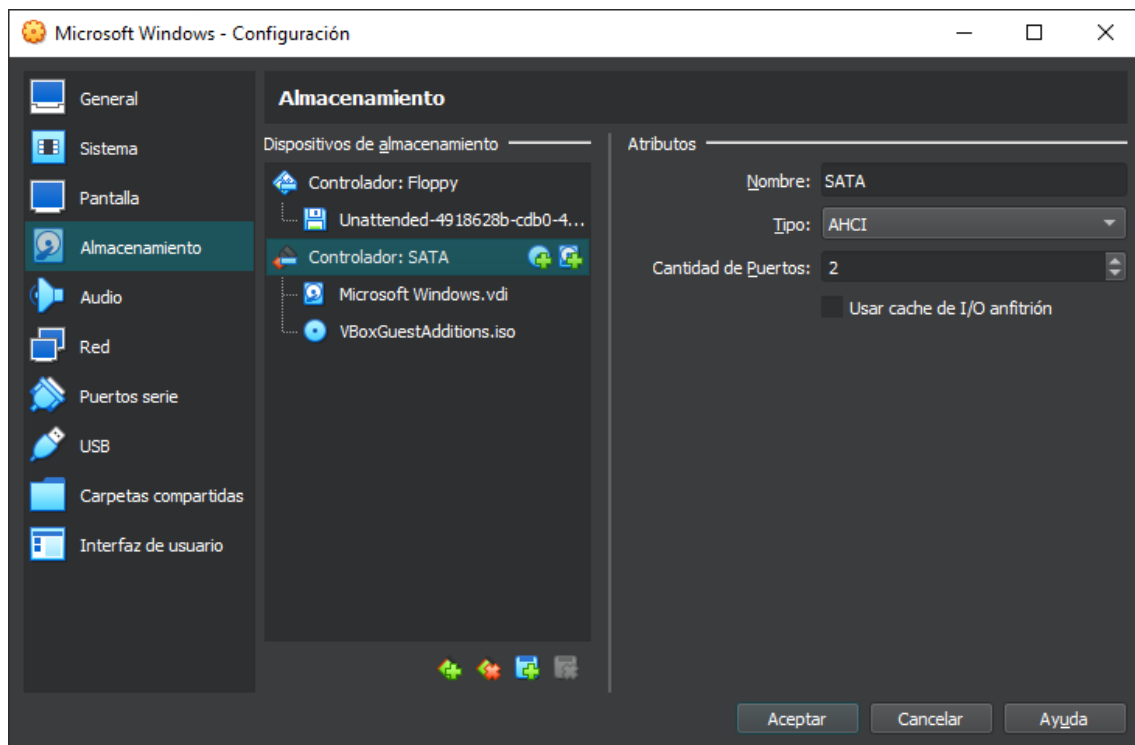 Microsoft Windows - Configuración
General
Sistema
Pantalla
Almacenamiento
Audio
Red
Puertos serie
USB
Carpetas compartidas
Interfaz de usuario
Almacenamiento
Dispositivos de almacenamiento
Controlador: Floppy
Unattended-4918628b-cdb0-4...
Controlador: SATA
Microsoft Windows.vdi
VBoxGuestAdditions.iso
Atributos
Nombre: SATA
Tipo: AHCI
Cantidad de Puertos: 2
Usar cache de I/O anfitrión
Aceptar Cancelar Ayuda